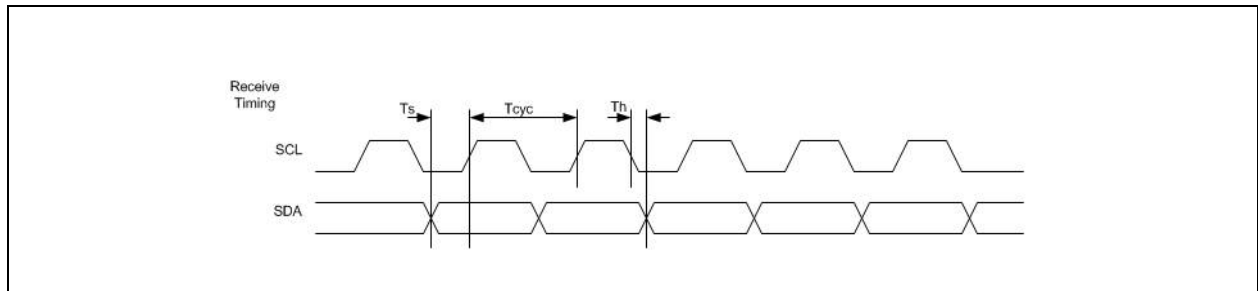 Receive
Timing
Ts
Tcyc
Th
SCL
SDA